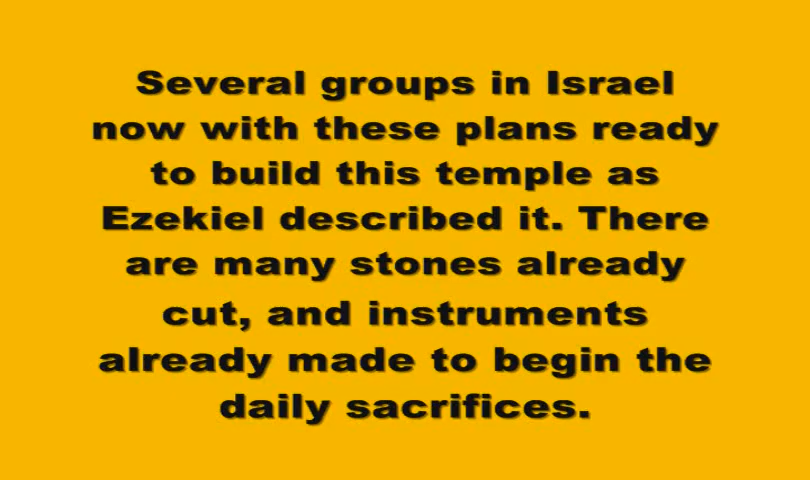 Several groups in Israel
now with these plans ready
to build this temple as
Ezekiel described it. There
are many stones already
cut, and instruments
already made to begin the
daily sacrifices.